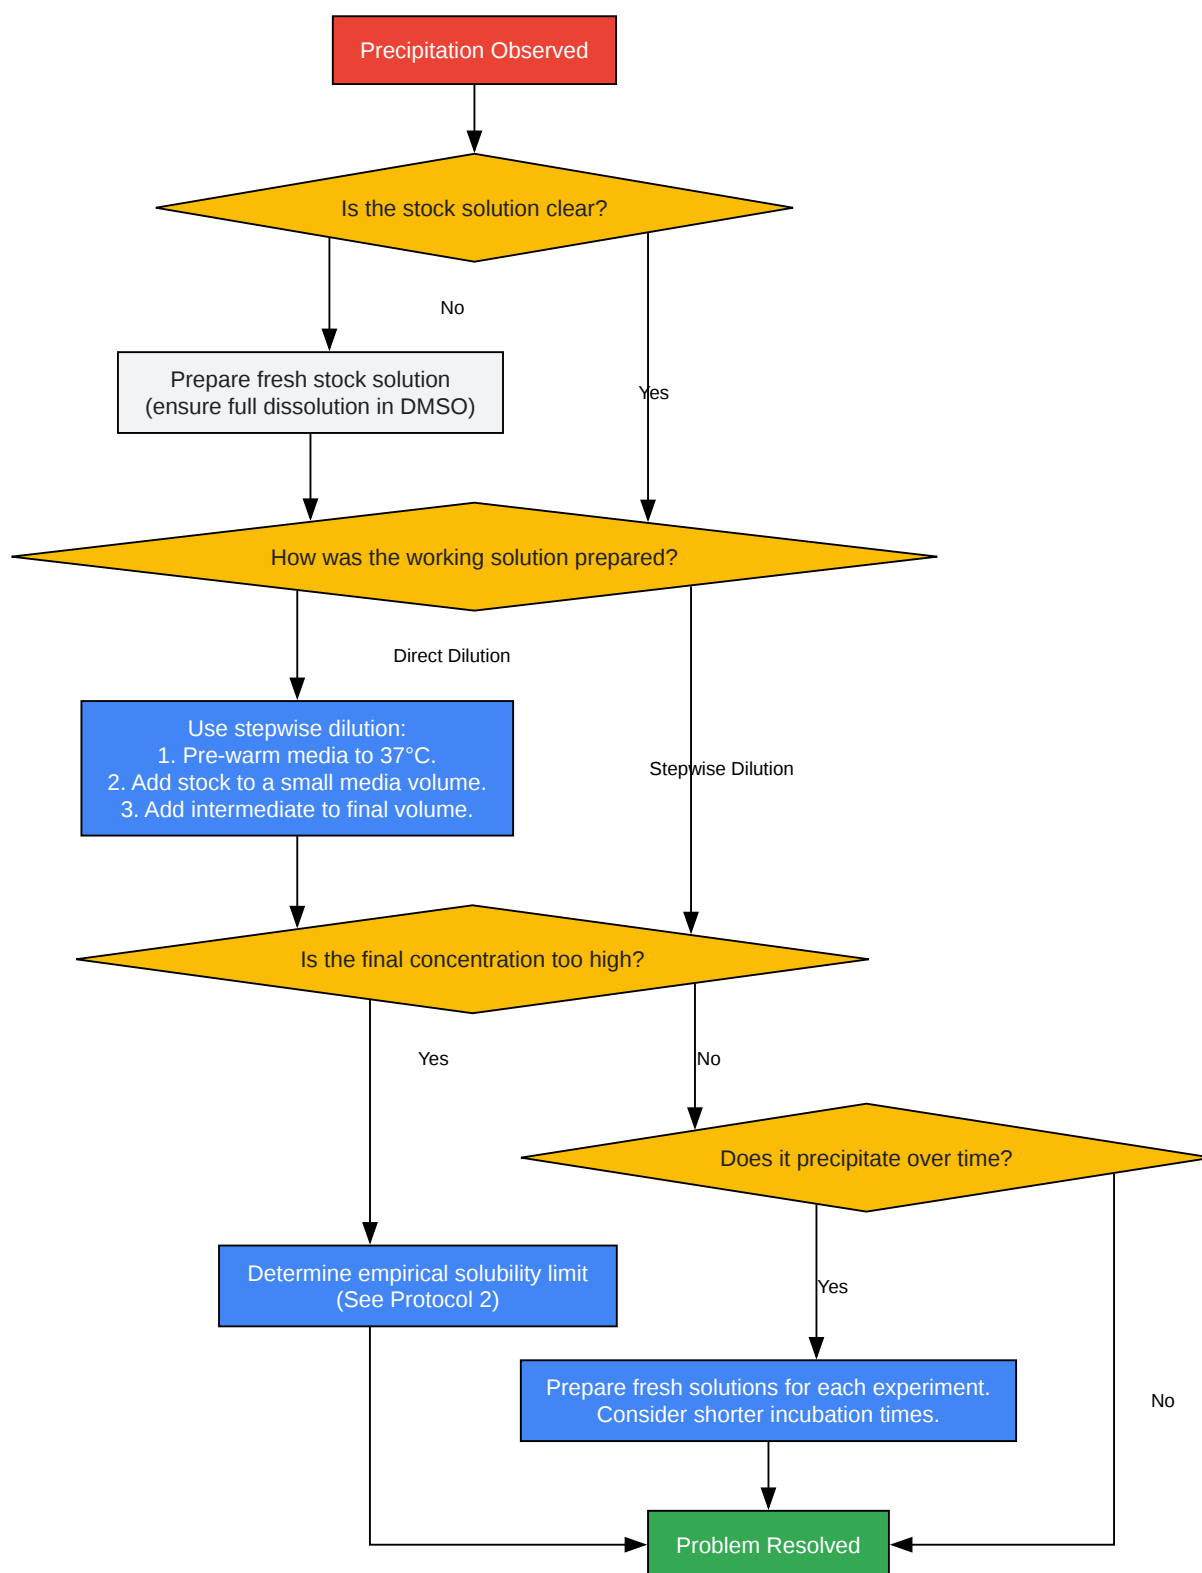 Precipitation Observed
Is the stock solution clear?
No
Prepare fresh stock solution
(ensure full dissolution in DMSO)
Yes
How was the working solution prepared?
Direct Dilution
Use stepwise dilution:
1. Pre-warm media to 37°C.
2. Add stock to a small media volume.
3. Add intermediate to final volume.
Stepwise Dilution
Is the final concentration too high?
Yes
No
Does it precipitate over time?
Determine empirical solubility limit
(See Protocol 2)
Yes
Prepare fresh solutions for each experiment.
Consider shorter incubation times.
No
Problem Resolved